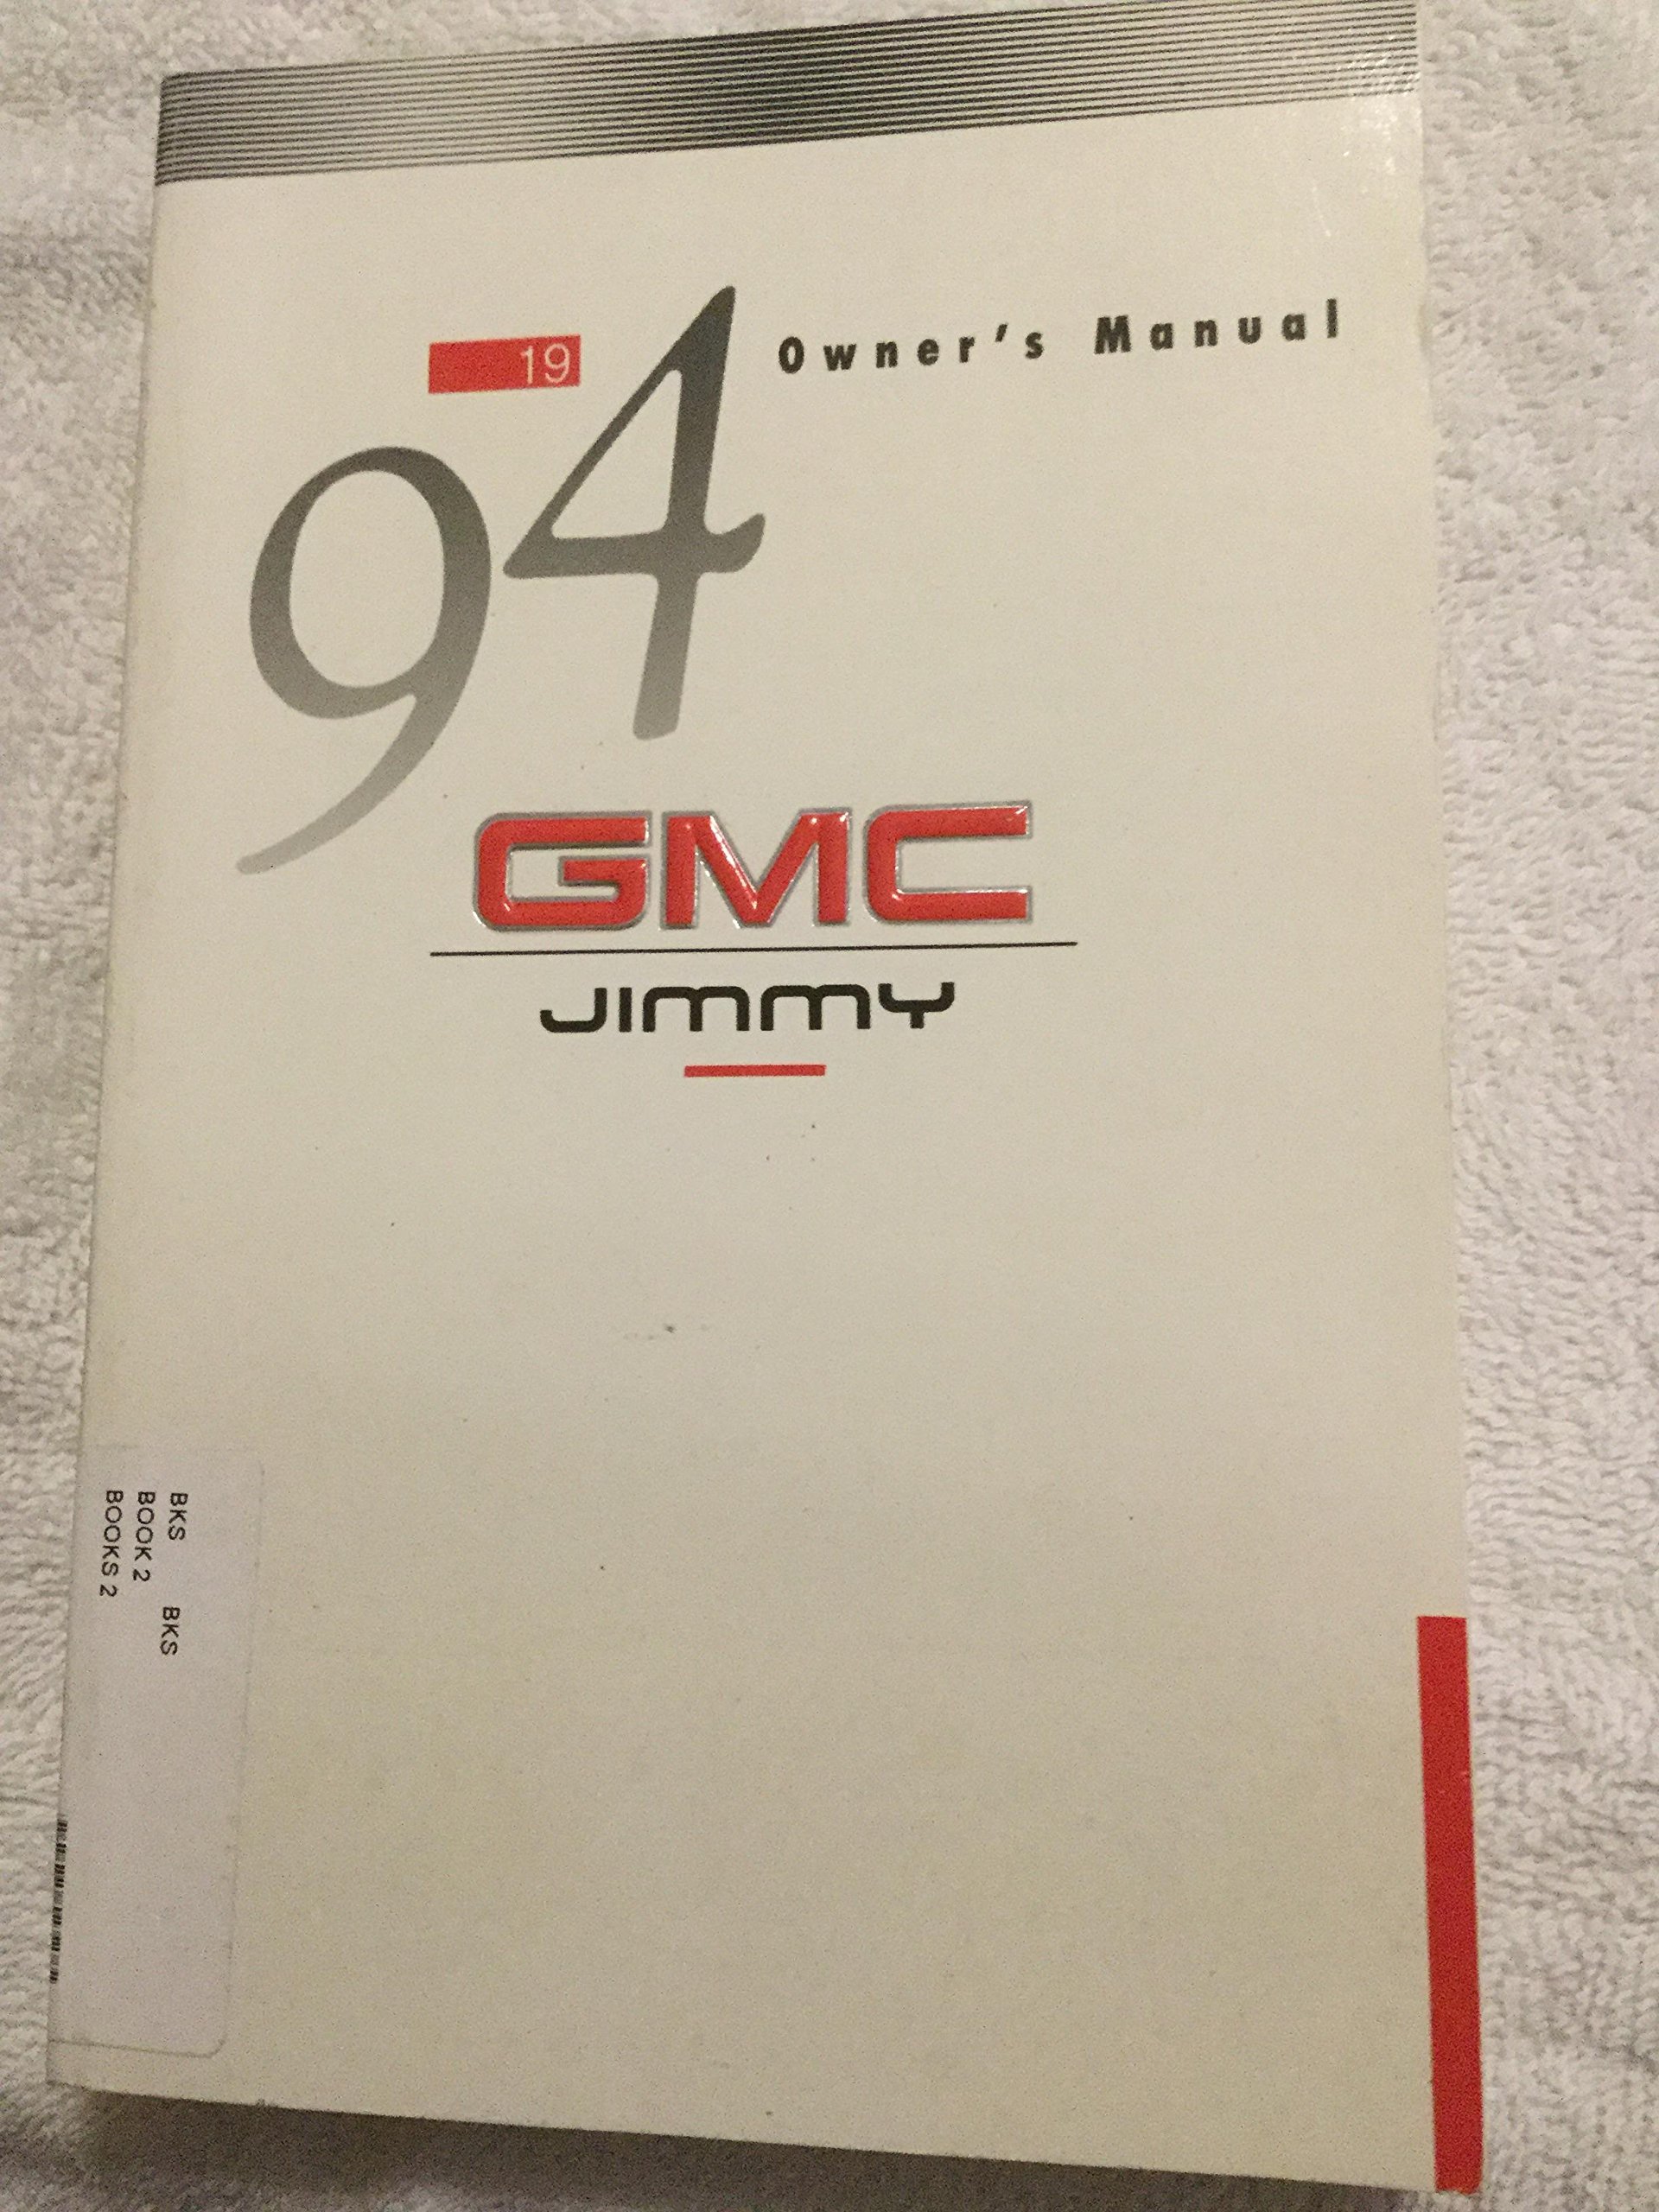 19
94
Owner's Manual
GMC
JIMMY
BKS BKS
BOOK 2
BOOKS 2